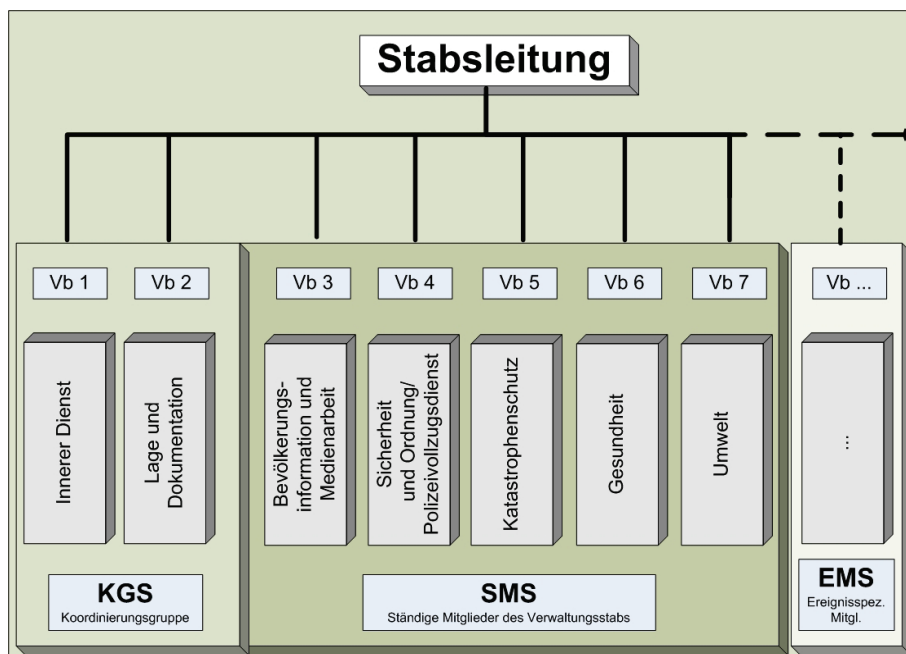 Stabsleitung
Vb 1
Vb 2
Vb 3
Vb 4
Vb 5
Vb 6
Vb 7
Vb ...
Innerer Dienst
Lage und
Dokumentation
Bevölkerungs-
information und
Medienarbeit
Sicherheit
und Ordnung/
Polizeivollzugsdienst
Katastrophenschutz
Gesundheit
Umwelt
...
KGS
Koordinierungsgruppe
SMS
Ständige Mitglieder des Verwaltungsstabs
EMS
Ereignisspez.
Mitgl.